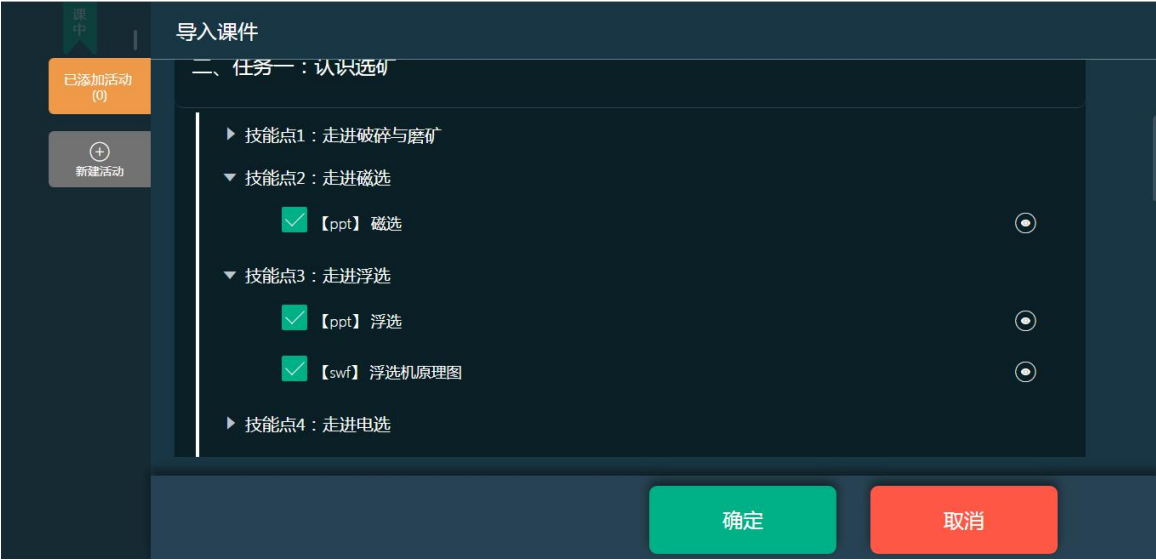 课中
导入课件
已添加活动
(0)
新建活动
二、任务一：认识选矿
技能点1：走进破碎与磨矿
技能点2：走进磁选
【ppt】磁选
技能点3：走进浮选
【ppt】浮选
【swf】浮选机原理图
技能点4：走进电选
确定
取消